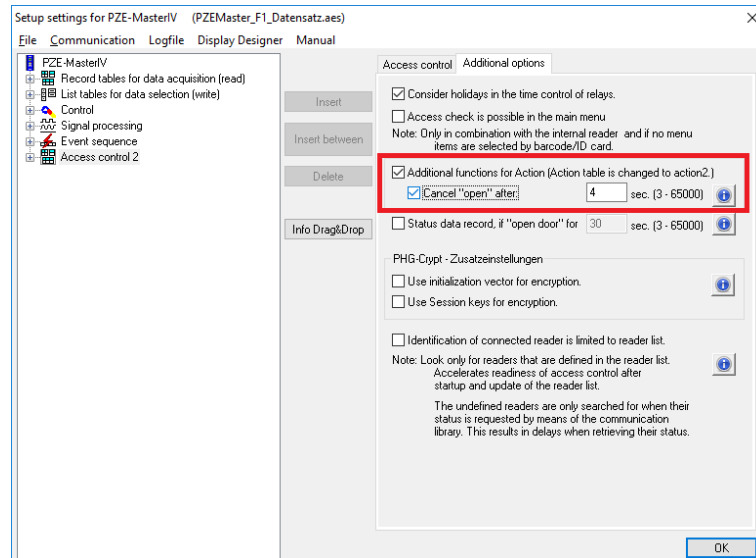 Setup settings for PZE-MasterIV (PZEMaster_F1_Datensatz.aes)
File Communication Logfile Display Designer Manual
PZE-MasterIV
Record tables for data acquisition (read)
List tables for data selection (write)
Control
Signal processing
Event sequence
Access control 2
Insert
Insert between
Delete
Info Drag&Drop
Access control Additional options
Consider holidays in the time control of relays.
Access check is possible in the main menu
Note: Only in combination with the internal reader and if no menu
items are selected by barcode/ID card.
Additional functions for Action (Action table is changed to action2.)
Cancel "open" after: 4 sec. (3 - 65000)
Status data record, if "open door" for 30 sec. (3 - 65000)
PHG-Crypt - Zusatzeinstellungen
Use initialization vector for encryption.
Use Session keys for encryption.
Identification of connected reader is limited to reader list.
Note: Look only for readers that are defined in the reader list.
Accelerates readiness of access control after
startup and update of the reader list.
The undefined readers are only searched for when their
status is requested by means of the communication
library. This results in delays when retrieving their status.
OK